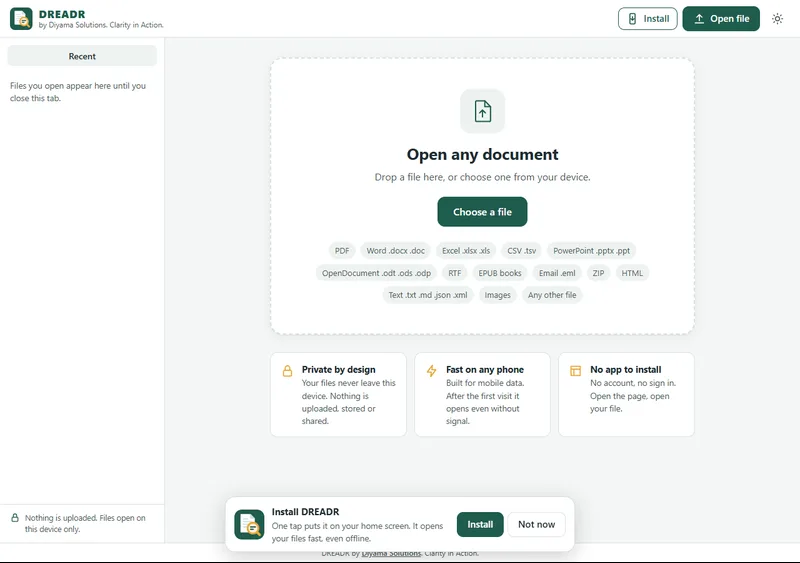 DREADR
by Diyama Solutions. Clarity in Action.
Install
Open file
Recent
Files you open appear here until you
close this tab.
Open any document
Drop a file here, or choose one from your device.
Choose a file
PDF
Word .docx .doc
Excel .xlsx .xls
CSV .tsv
PowerPoint .pptx .ppt
OpenDocument .odt .ods .odp
RTF
EPUB books
Email .eml
ZIP
HTML
Text .txt .md .json .xml
Images
Any other file
Private by design
Your files never leave this
device. Nothing is
uploaded, stored or
shared.
Fast on any phone
Built for mobile data.
After the first visit it
opens even without
signal.
No app to install
No account, no sign in.
Open the page, open
your file.
Nothing is uploaded. Files open on
this device only.
Install DREADR
One tap puts it on your home screen. It opens
your files fast, even offline.
Install
Not now
DREADR by Diyama Solutions. Clarity in Action.